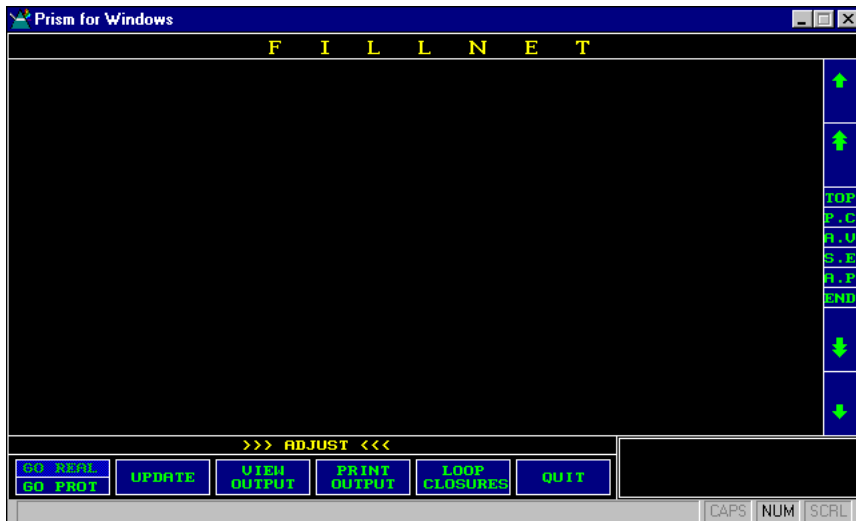 Prism for Windows
F I L L N E T
TOP
P.C
A.V
S.E
A.P
END
>>> ADJUST <<<
GO REAL
GO PROT
UPDATE
VIEW
OUTPUT
PRINT
OUTPUT
LOOP
CLOSURES
QUIT
CAPS NUM SCRL